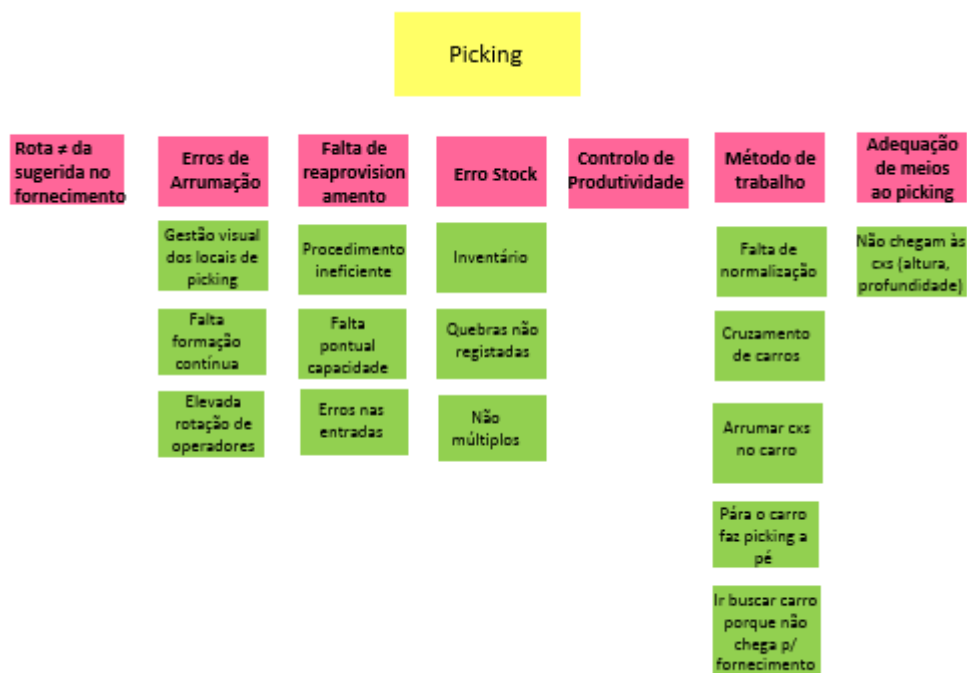 Picking
Rota ≠ da
sugerida no
fornecimento
Erros de
Arrumação
Falta de
reaprovision
amento
Erro Stock
Controlo de
Produtividade
Método de
trabalho
Adequação
de meios
ao picking
Gestão visual
dos locais de
picking
Falta
formação
contínua
Elevada
rotação de
operadores
Procedimento
ineficiente
Falta
pontual
capacidade
Erros nas
entradas
Inventário
Quebras não
registadas
Não
múltiplos
Falta de
normalização
Cruzamento
de carros
Arrumar cxs
no carro
Pára o carro
faz picking a
pé
Ir buscar carro
porque não
chega p/
fornecimento
Não chegam às
cxs (altura,
profundidade)